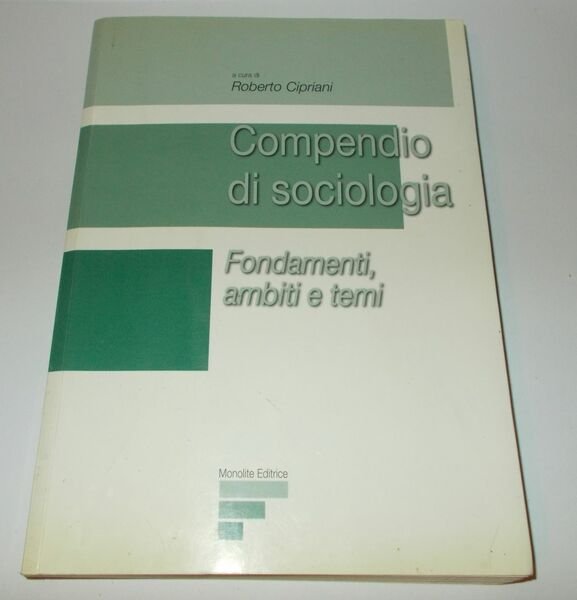 a cura di
Roberto Cipriani
Compendio
di sociologia
Fondamenti,
ambiti e temi
Monolite Editrice